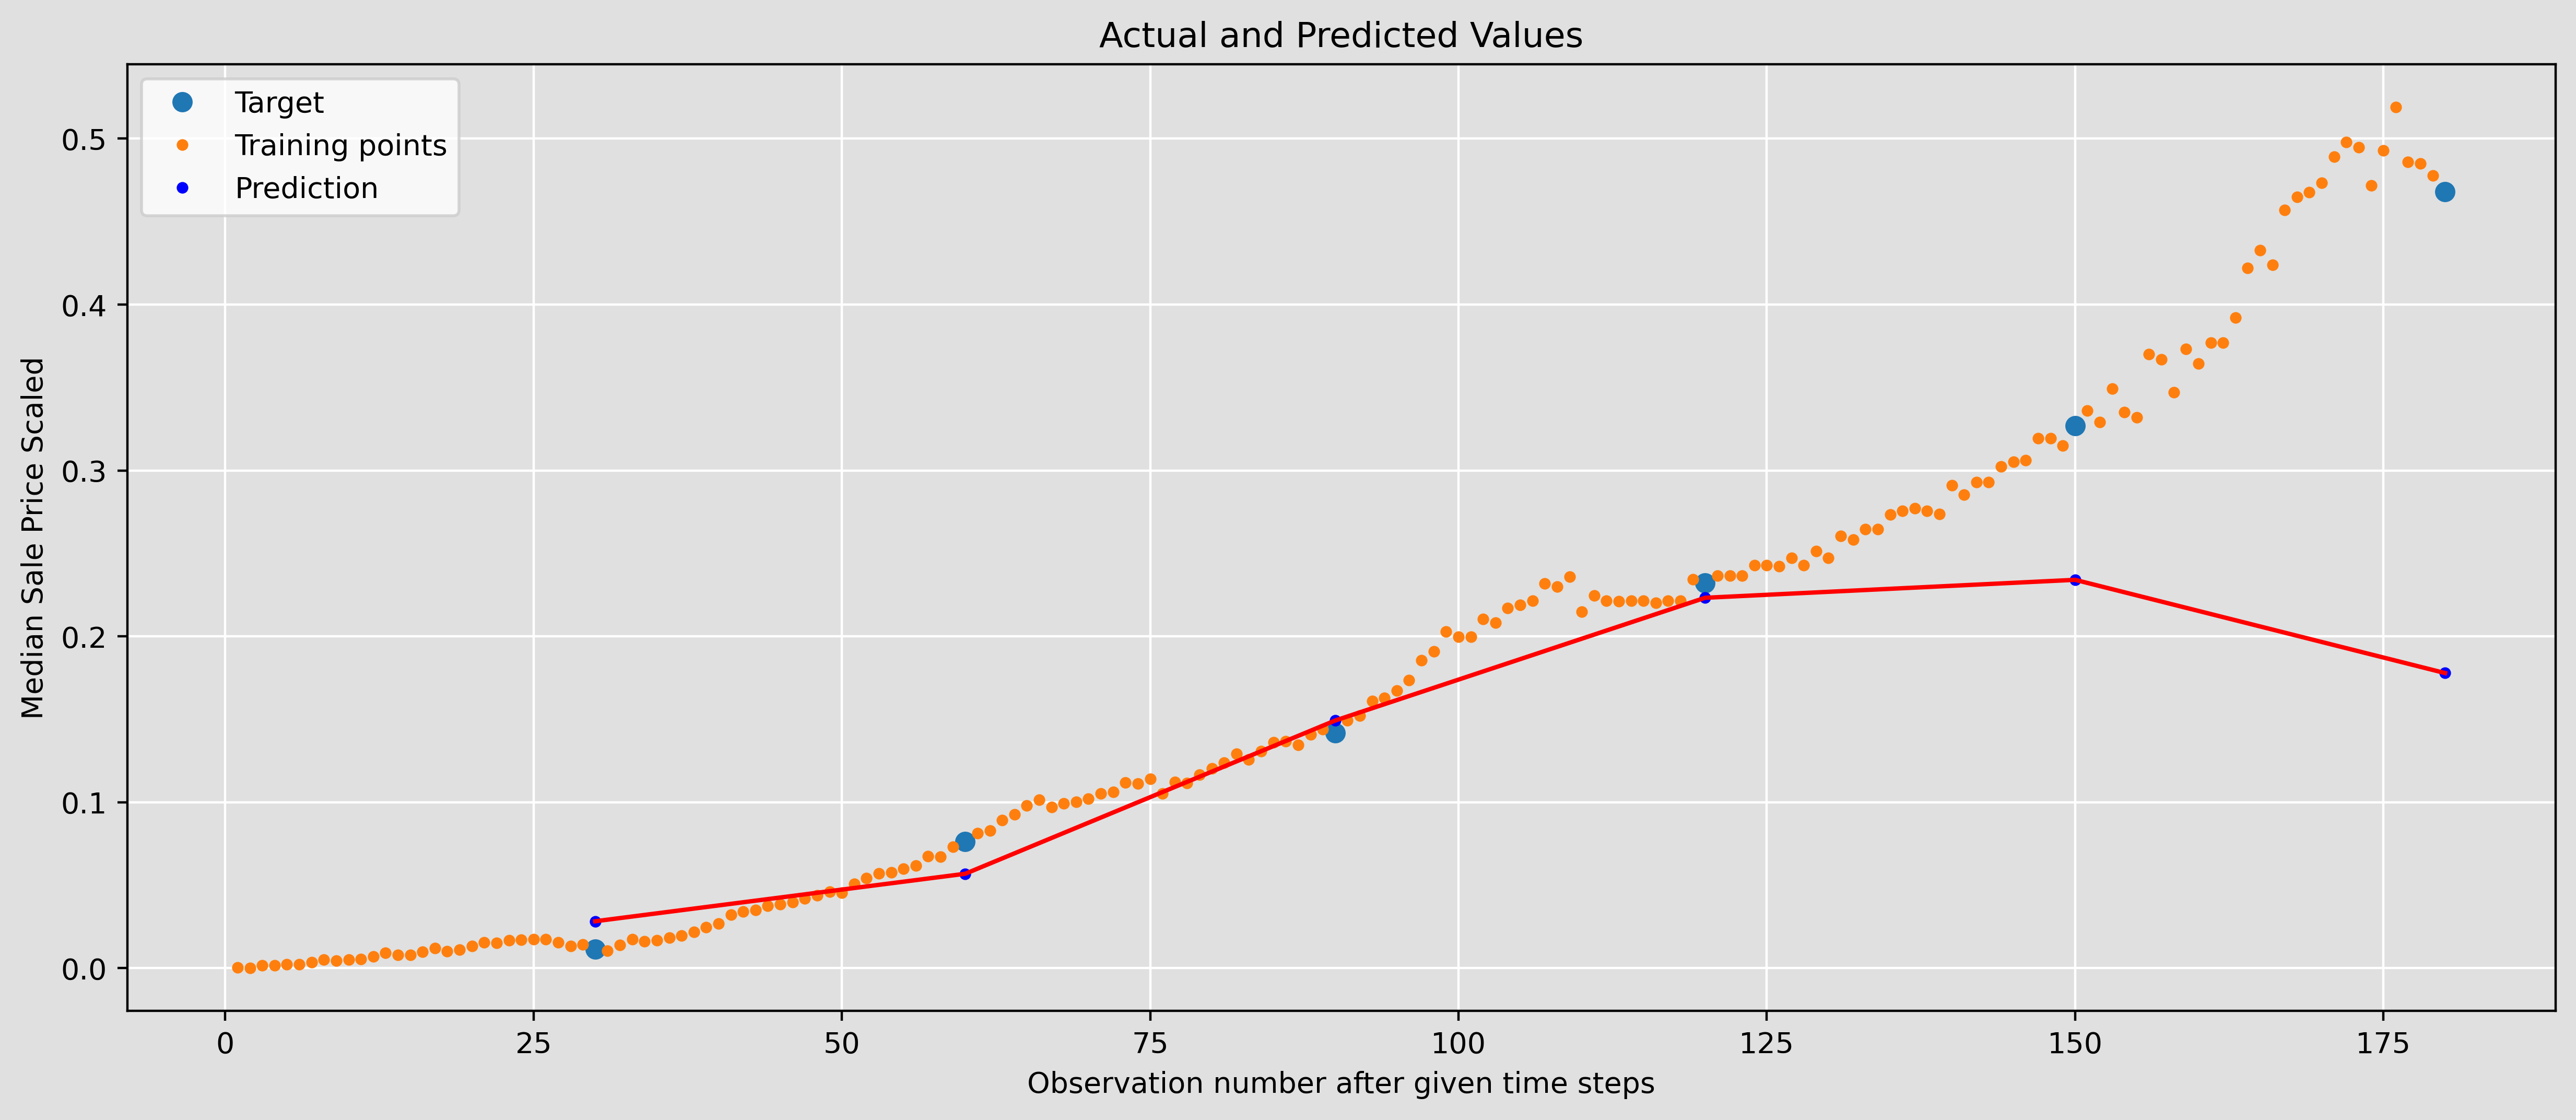 Actual and Predicted Values
Target
Training points
Prediction
Median Sale Price Scaled
0.5
0.4
0.3
0.2
0.1
0.0
0 25 50 75 100 125 150 175
Observation number after given time steps